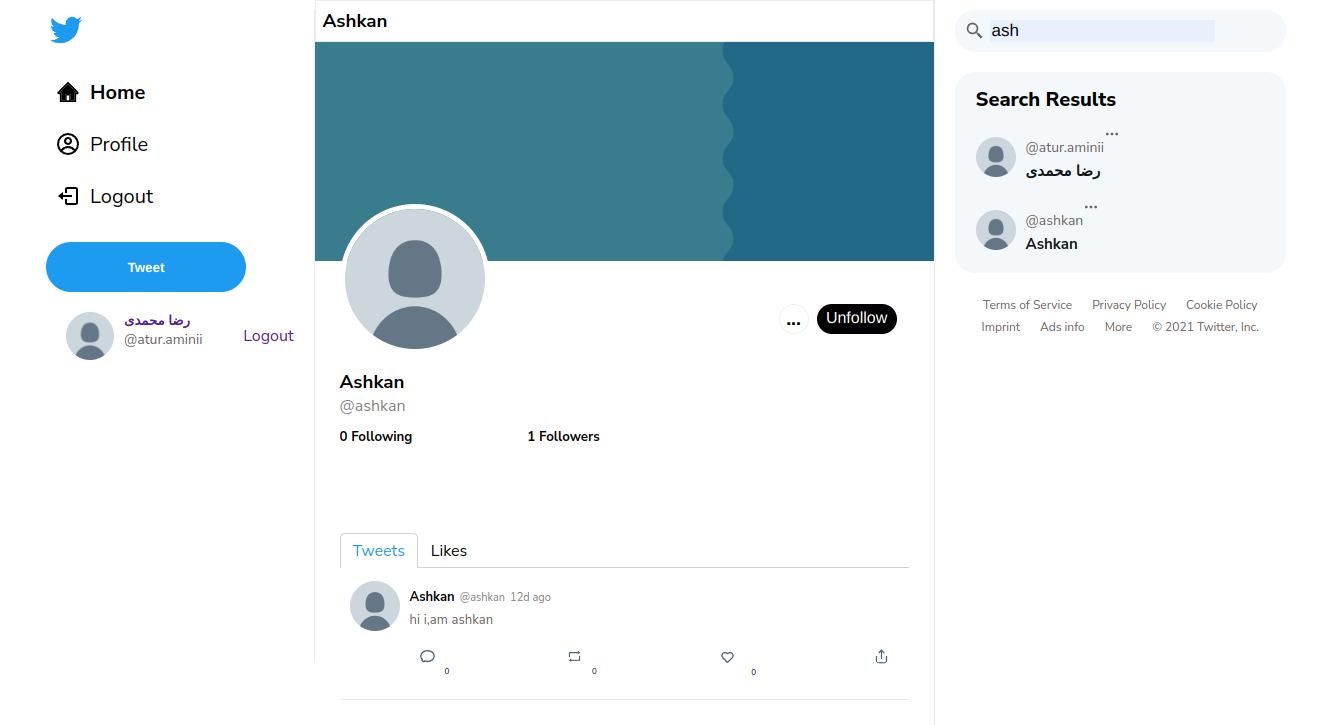 Home
Profile
Logout
Tweet
رضا محمدی
@atur.aminii
Logout
Ashkan
...
Unfollow
Ashkan
@ashkan
0 Following
1 Followers
Tweets
Likes
Ashkan @ashkan 12d ago
hi i,am ashkan
0
0
0
ash
Search Results
@atur.aminii
رضا محمدی
@ashkan
Ashkan
Terms of Service Privacy Policy Cookie Policy
Imprint Ads info More © 2021 Twitter, Inc.